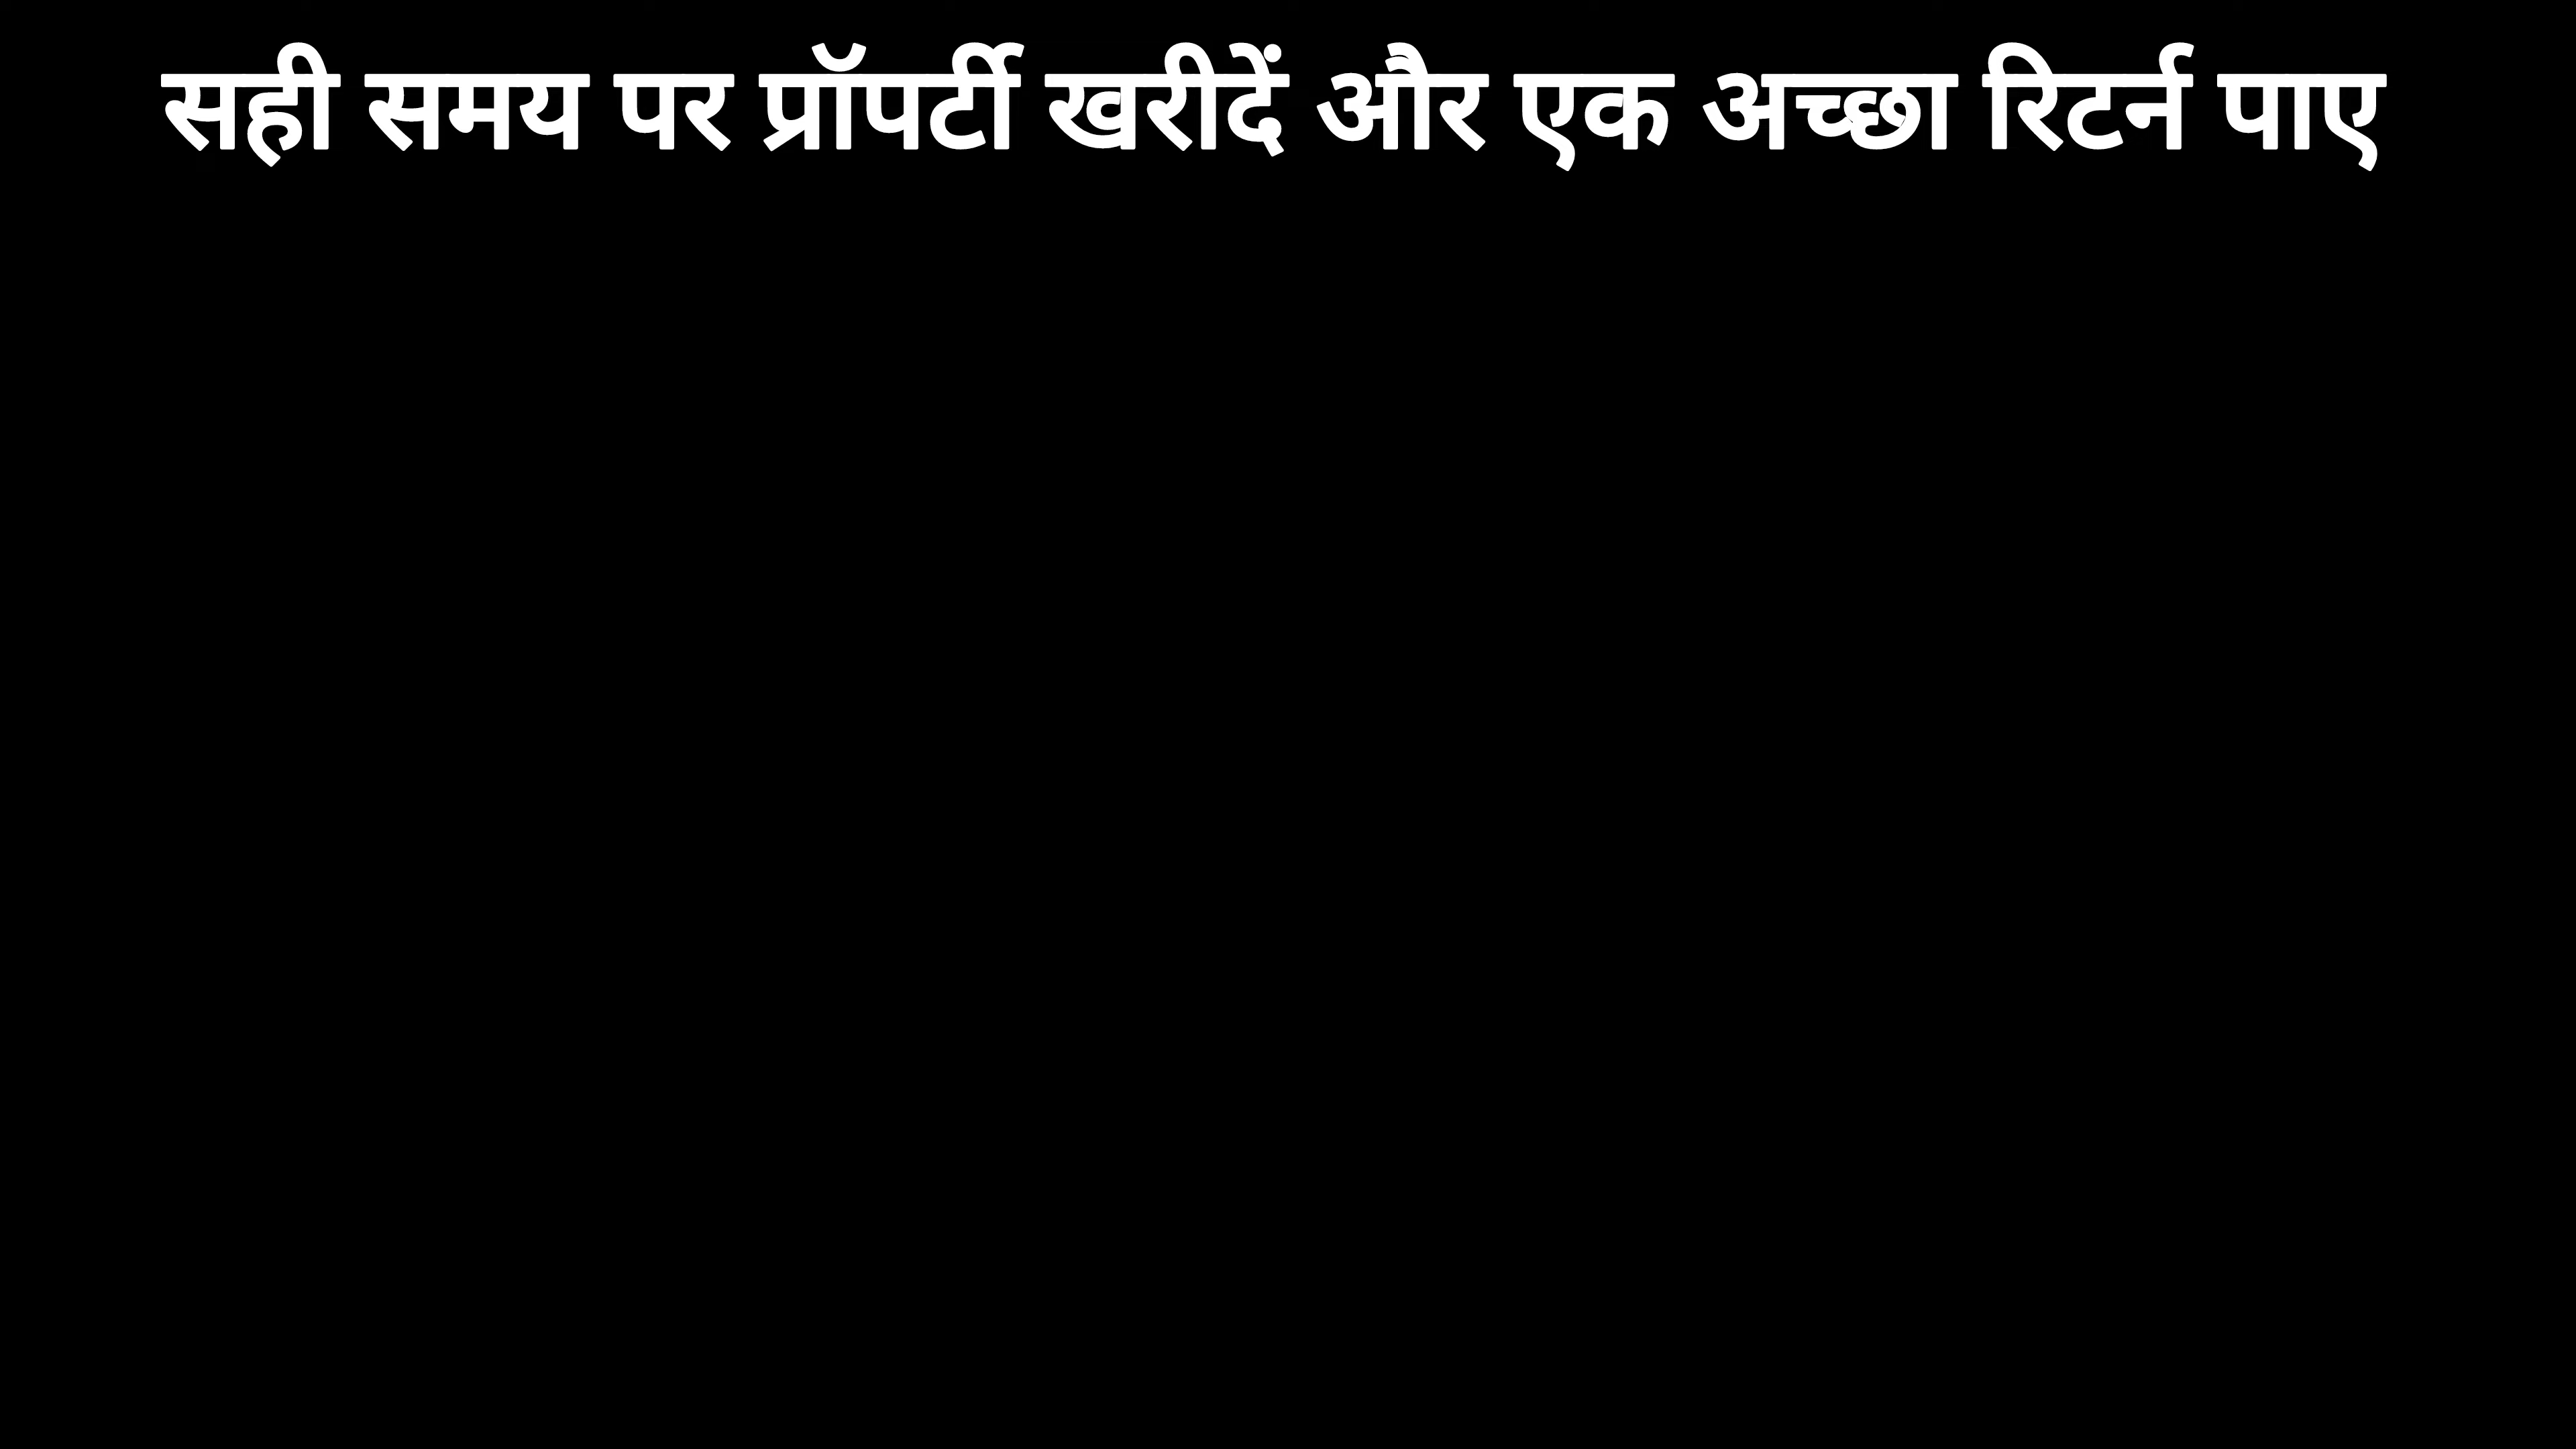 सही समय पर प्रॉपर्टी खरीदें और एक अच्छा रिटर्न पाए